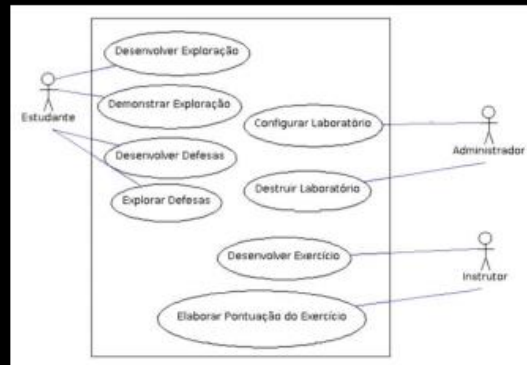 Desenvolver Exploração
Demonstrar Exploração
Estudante
Configurar Laboratório
Administrador
Desenvolver Defesas
Destruir Laboratório
Explorar Defesas
Desenvolver Exercício
Instrutor
Elaborar Pontuação do Exercício